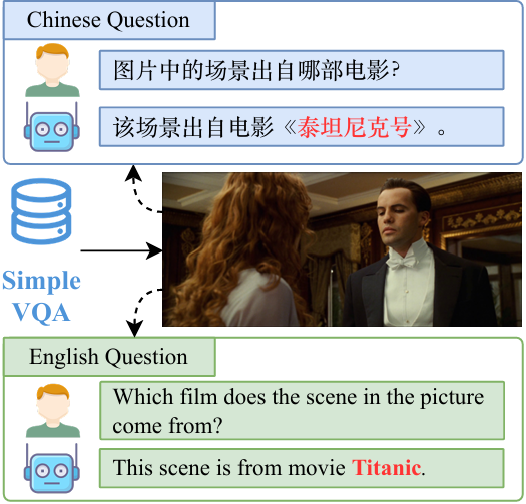 Chinese Question
图片中的场景出自哪部电影?
该场景出自电影《泰坦尼克号》。
Simple
VQA
English Question
Which film does the scene in the picture
come from?
This scene is from movie Titanic.